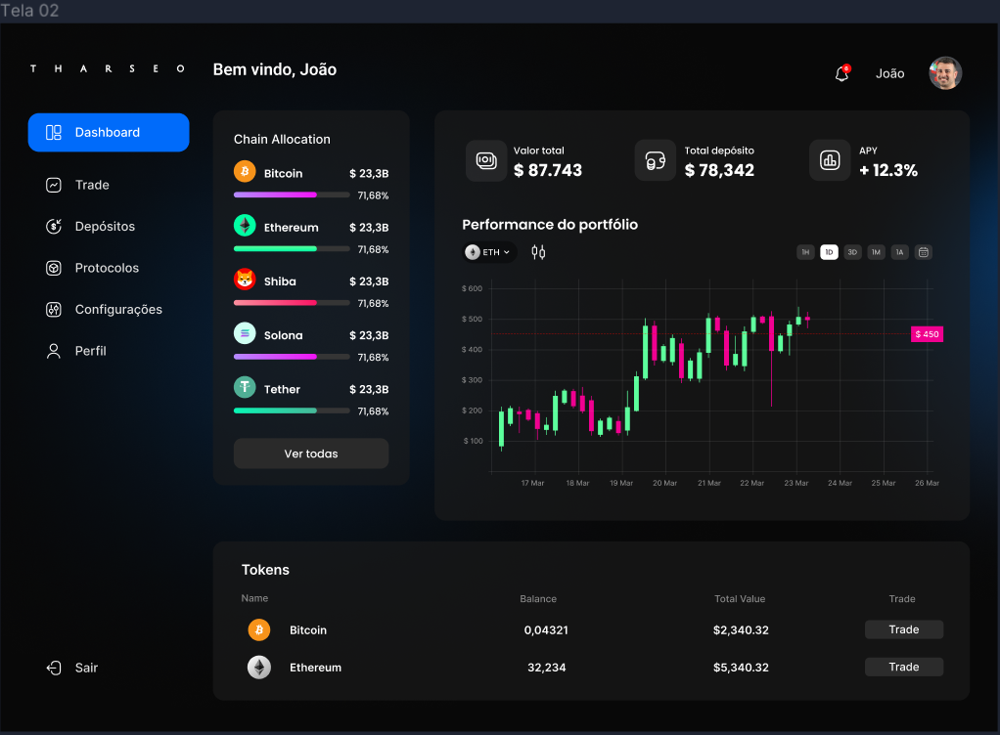 Tela 02
THARSEO
Bem vindo, João
6
João
Dashboard
Trade
Depósitos
Protocolos
Configurações
Perfil
Sair
Chain Allocation
Bitcoin $ 23,3B
71,68%
Ethereum $ 23,3B
71,68%
Shiba $ 23,3B
71,68%
Solona $ 23,3B
71,68%
Tether $ 23,3B
71,68%
Ver todas
Valor total
$ 87.743
Total depósito
$ 78,342
APY
+ 12.3%
Performance do portfólio
ETH
1H 1D 3D 1M 1A
$ 600
$ 500
$ 450
$ 400
$ 300
$ 200
$ 100
17 Mar 18 Mar 19 Mar 20 Mar 21 Mar 22 Mar 23 Mar 24 Mar 25 Mar 26 Mar
Tokens
Name Balance Total Value Trade
Bitcoin 0,04321 $2,340.32 Trade
Ethereum 32,234 $5,340.32 Trade